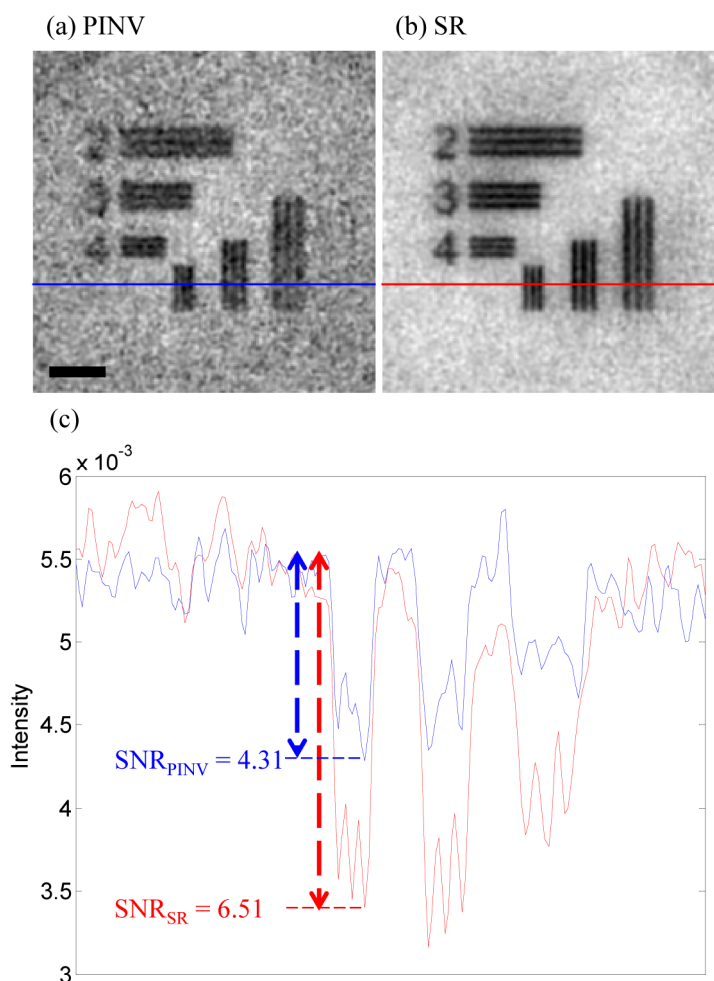 (a) PINV
(b) SR
2
3
4
2
3
4
(c)
6 × 10⁻³
5.5
5
4.5
4
3.5
3
Intensity
SNR_PINV = 4.31
SNR_SR = 6.51